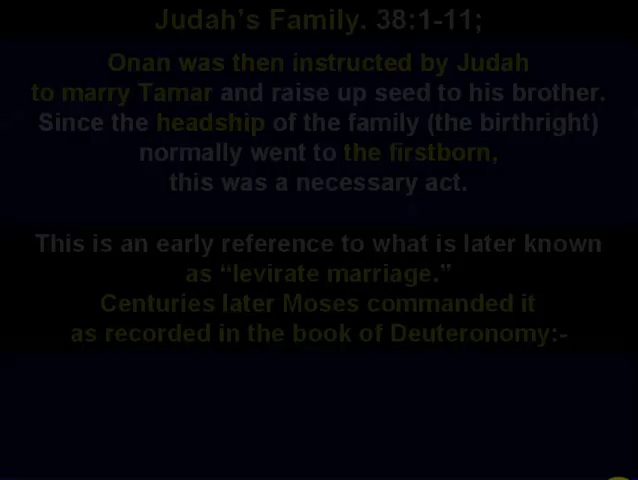 Judah's Family. 38:1-11;
Onan was then instructed by Judah
to marry Tamar and raise up seed to his brother.
Since the headship of the family (the birthright)
normally went to the firstborn,
this was a necessary act.
This is an early reference to what is later known
as “levirate marriage.”
Centuries later Moses commanded it
as recorded in the book of Deuteronomy:-